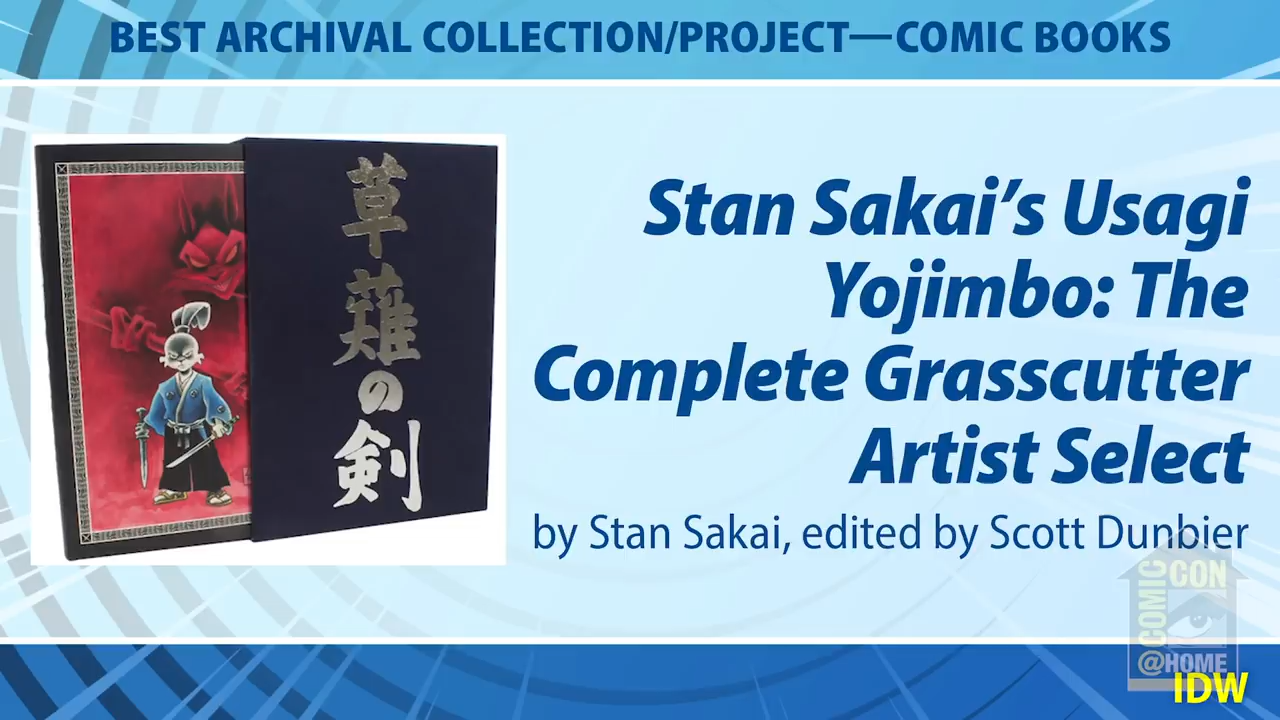 BEST ARCHIVAL COLLECTION/PROJECT—COMIC BOOKS
草薙の剣
Stan Sakai’s Usagi
Yojimbo: The
Complete Grasscutter
Artist Select
by Stan Sakai, edited by Scott Dunbier
COMIC CON
@HOME
IDW